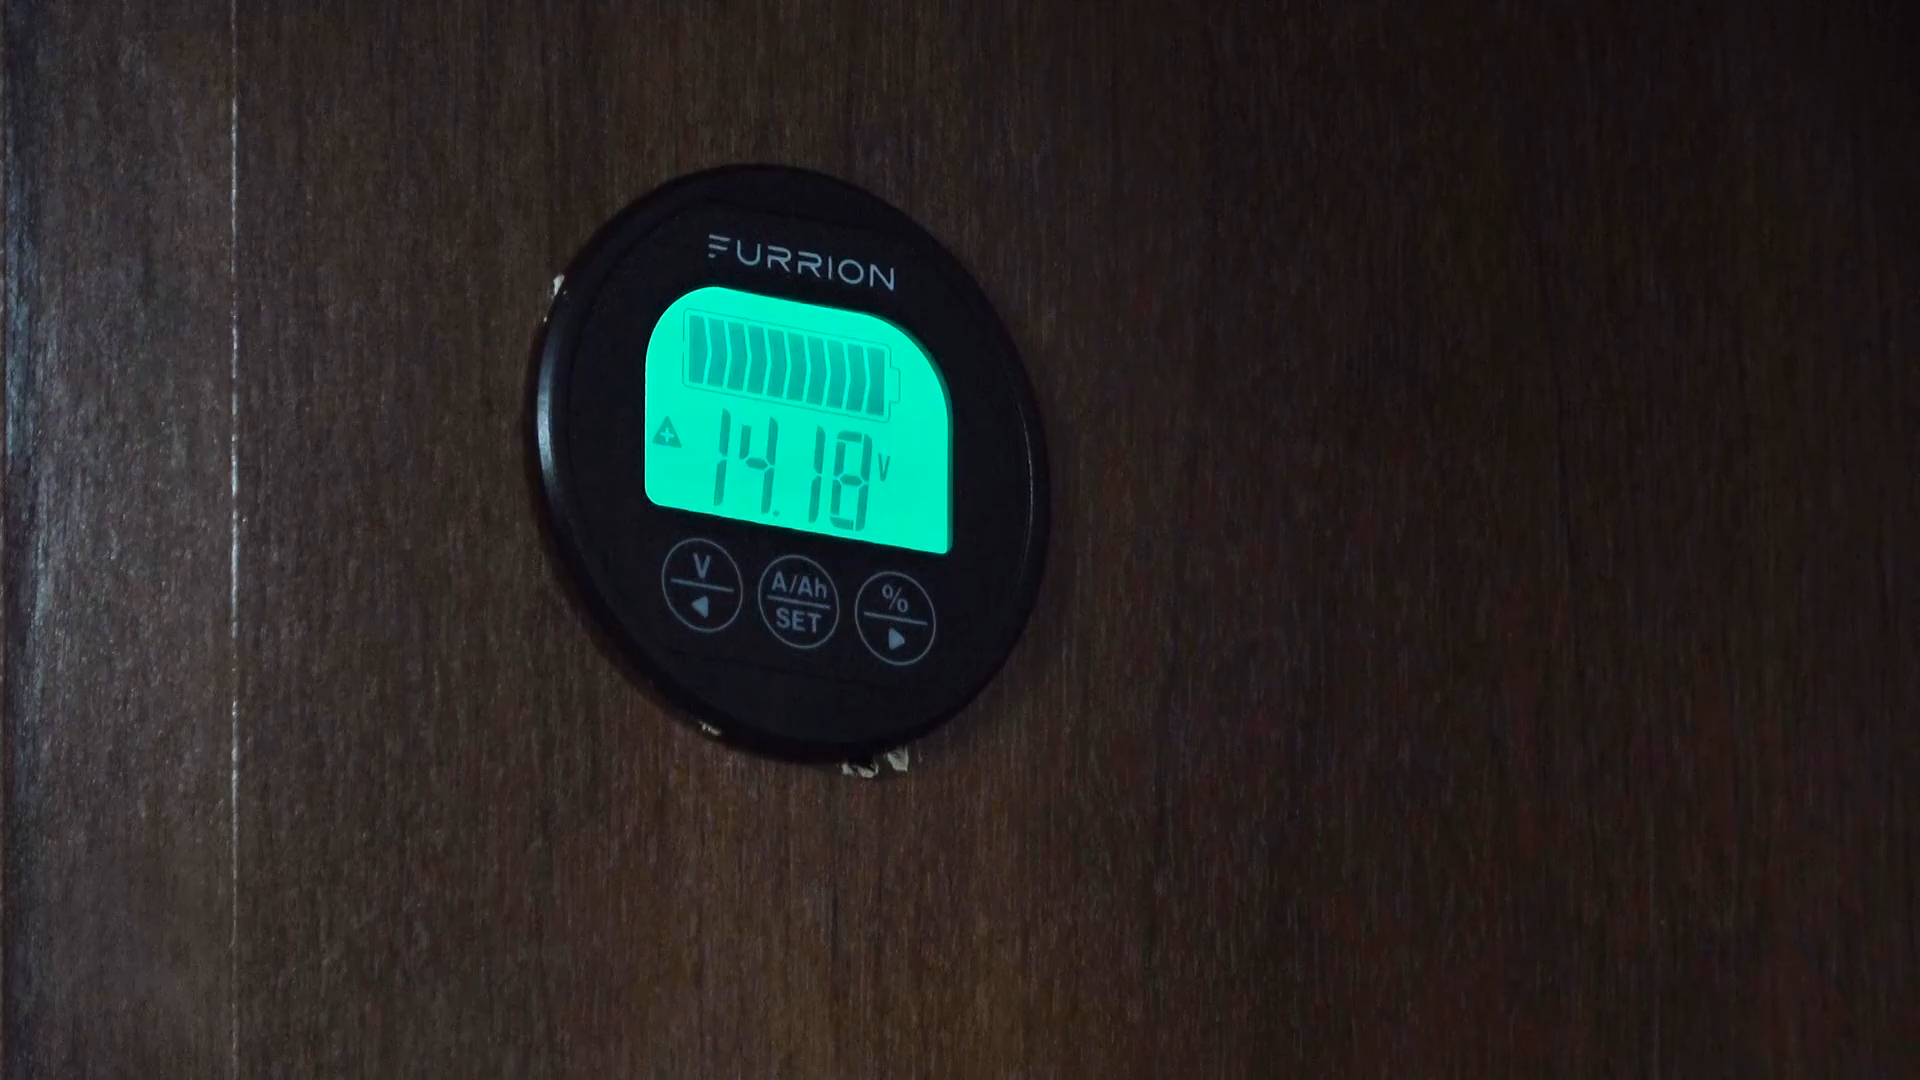 FURRION
14.18 V
V
A/Ah
SET
%